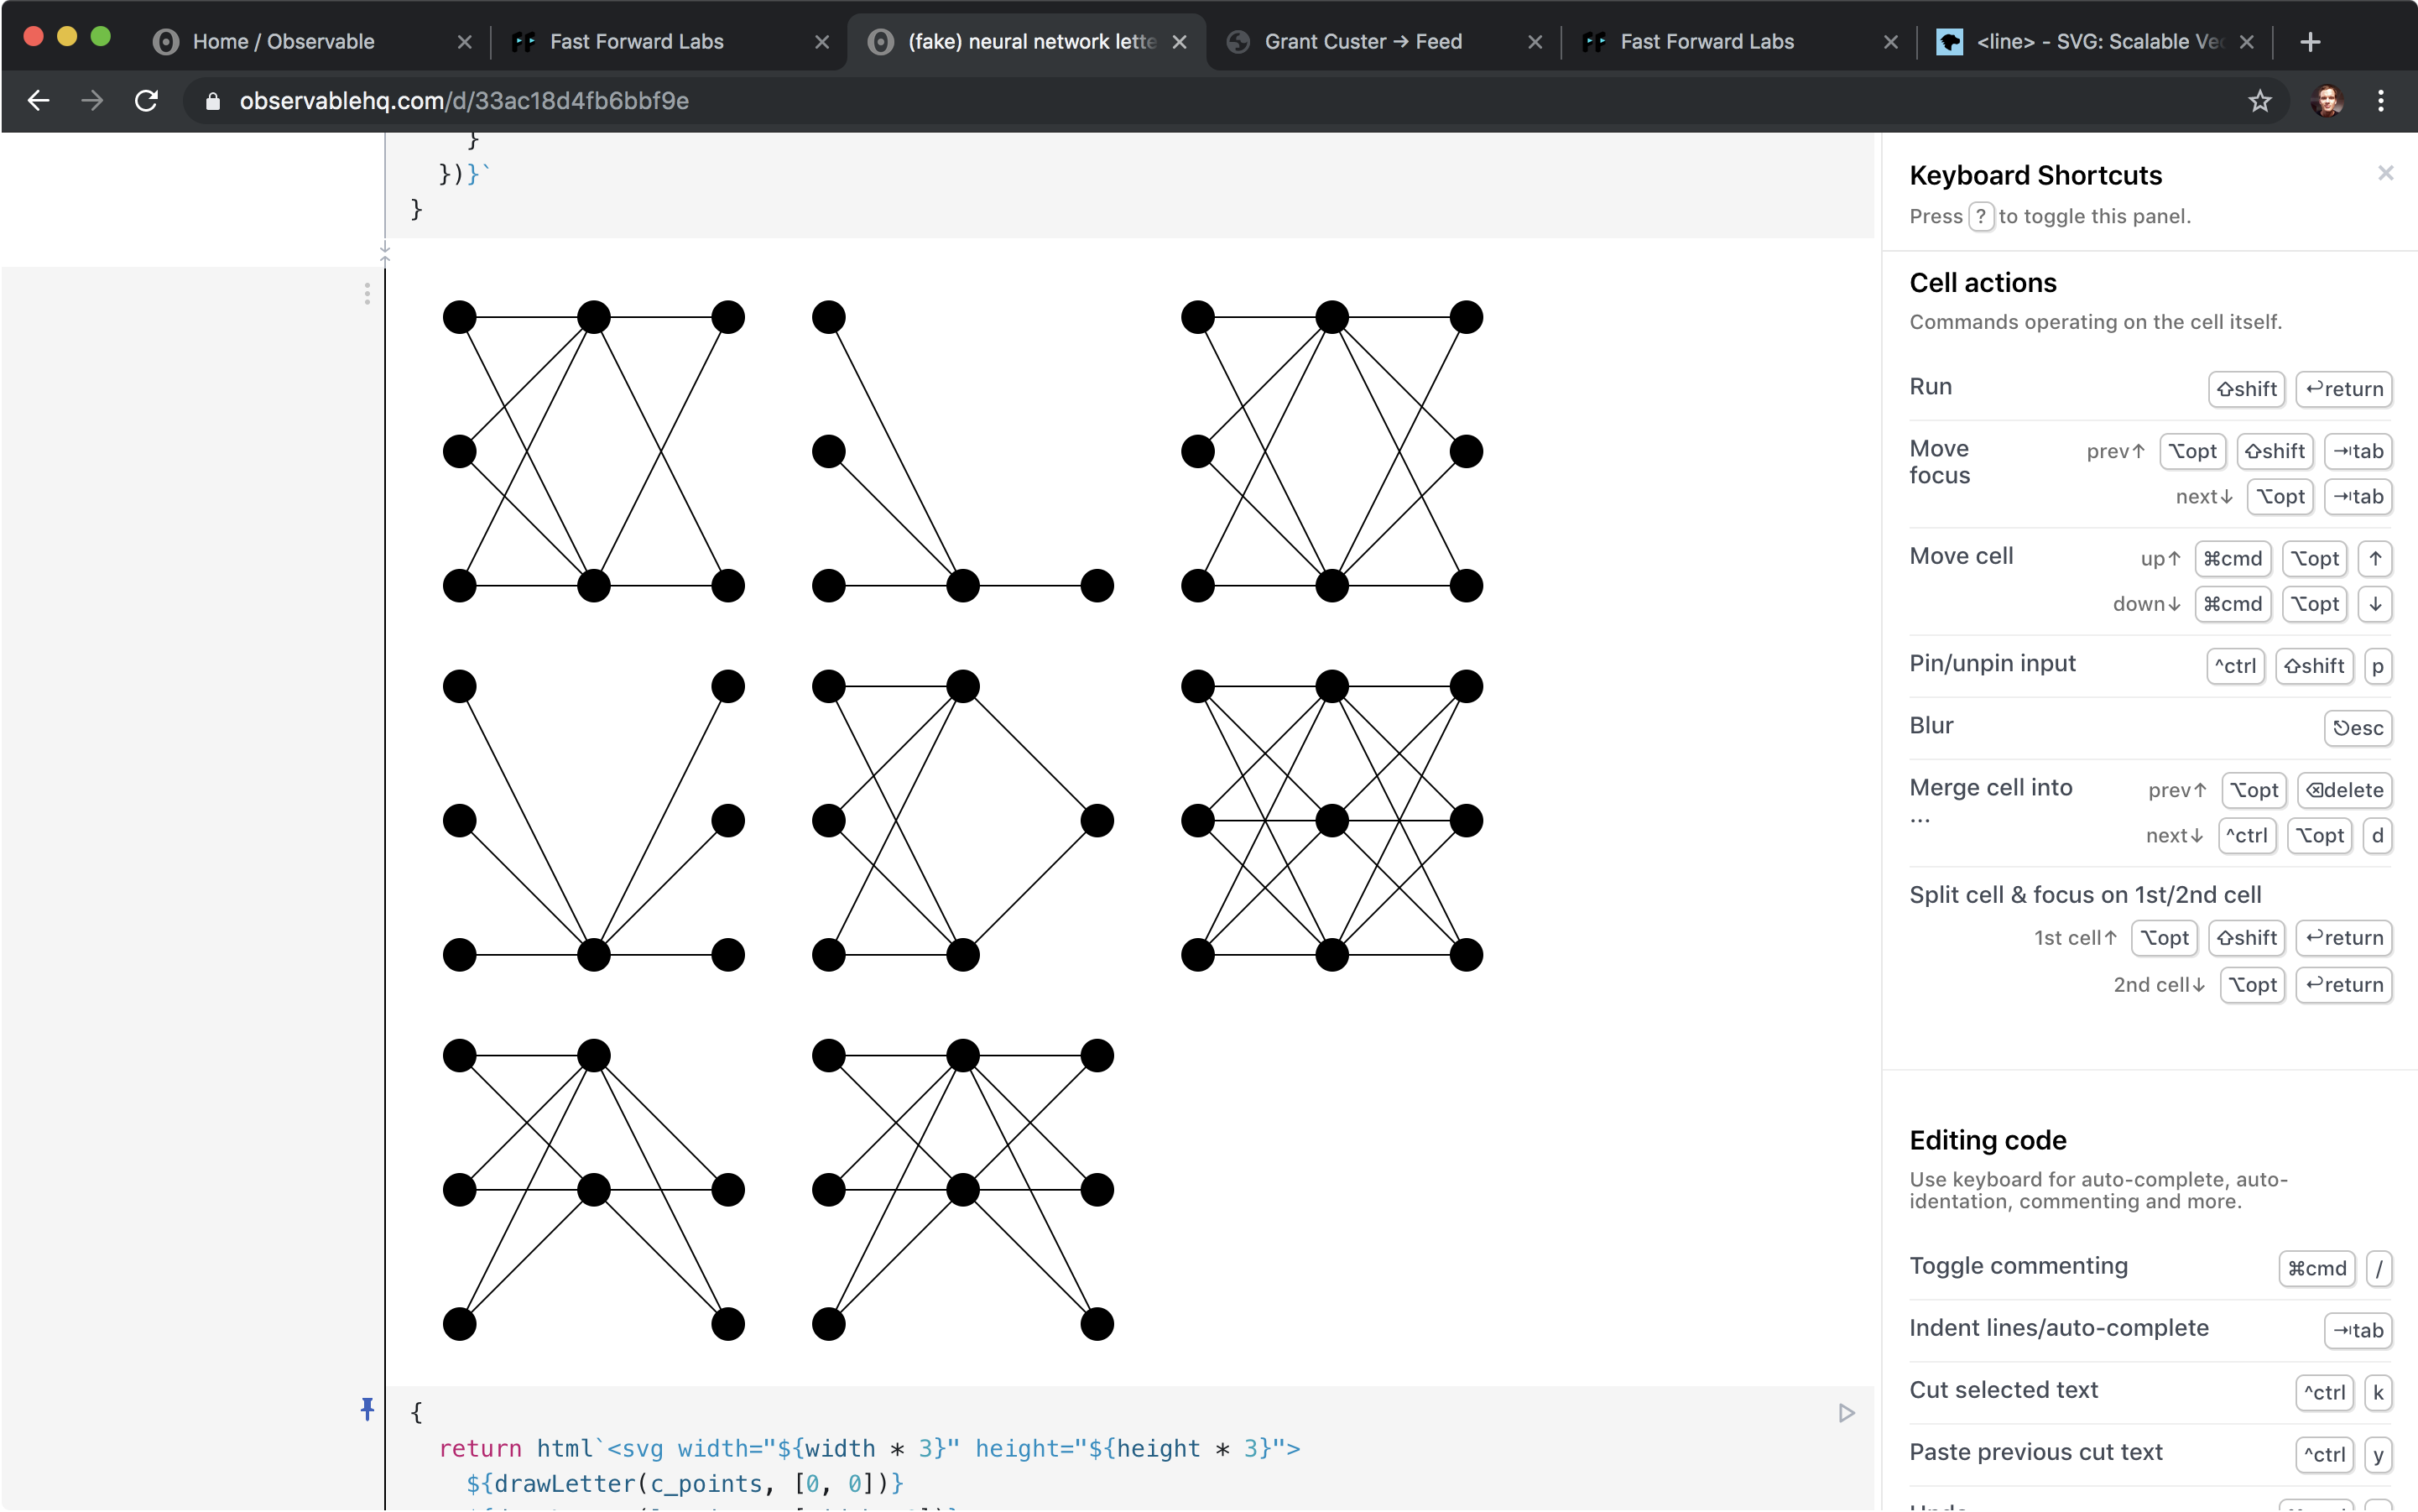 Home / Observable
Fast Forward Labs
(fake) neural network lette
Grant Custer → Feed
Fast Forward Labs
<line> - SVG: Scalable Vec
observablehq.com/d/33ac18d4fb6bbf9e
}
})}`
}
{
return html`<svg width="${width * 3}" height="${height * 3}">
${drawLetter(c_points, [0, 0])}
Keyboard Shortcuts
Press ? to toggle this panel.
Cell actions
Commands operating on the cell itself.
Run ⇧shift ↩return
Move focus prev↑ ⌥opt ⇧shift ⇥tab
next↓ ⌥opt ⇥tab
Move cell up↑ ⌘cmd ⌥opt ↑
down↓ ⌘cmd ⌥opt ↓
Pin/unpin input ^ctrl ⇧shift p
Blur ⎋esc
Merge cell into ... prev↑ ⌥opt ⌫delete
next↓ ^ctrl ⌥opt d
Split cell & focus on 1st/2nd cell
1st cell↑ ⌥opt ⇧shift ↩return
2nd cell↓ ⌥opt ↩return
Editing code
Use keyboard for auto-complete, auto-
identation, commenting and more.
Toggle commenting ⌘cmd /
Indent lines/auto-complete ⇥tab
Cut selected text ^ctrl k
Paste previous cut text ^ctrl y